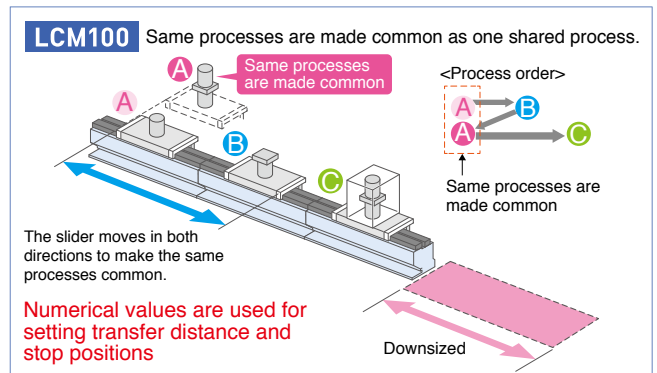 LCM100 Same processes are made common as one shared process.
A
Same processes
are made common
A
B
C
The slider moves in both
directions to make the same
processes common.
Numerical values are used for
setting transfer distance and
stop positions
<Process order>
A
B
A
C
Same processes are
made common
Downsized